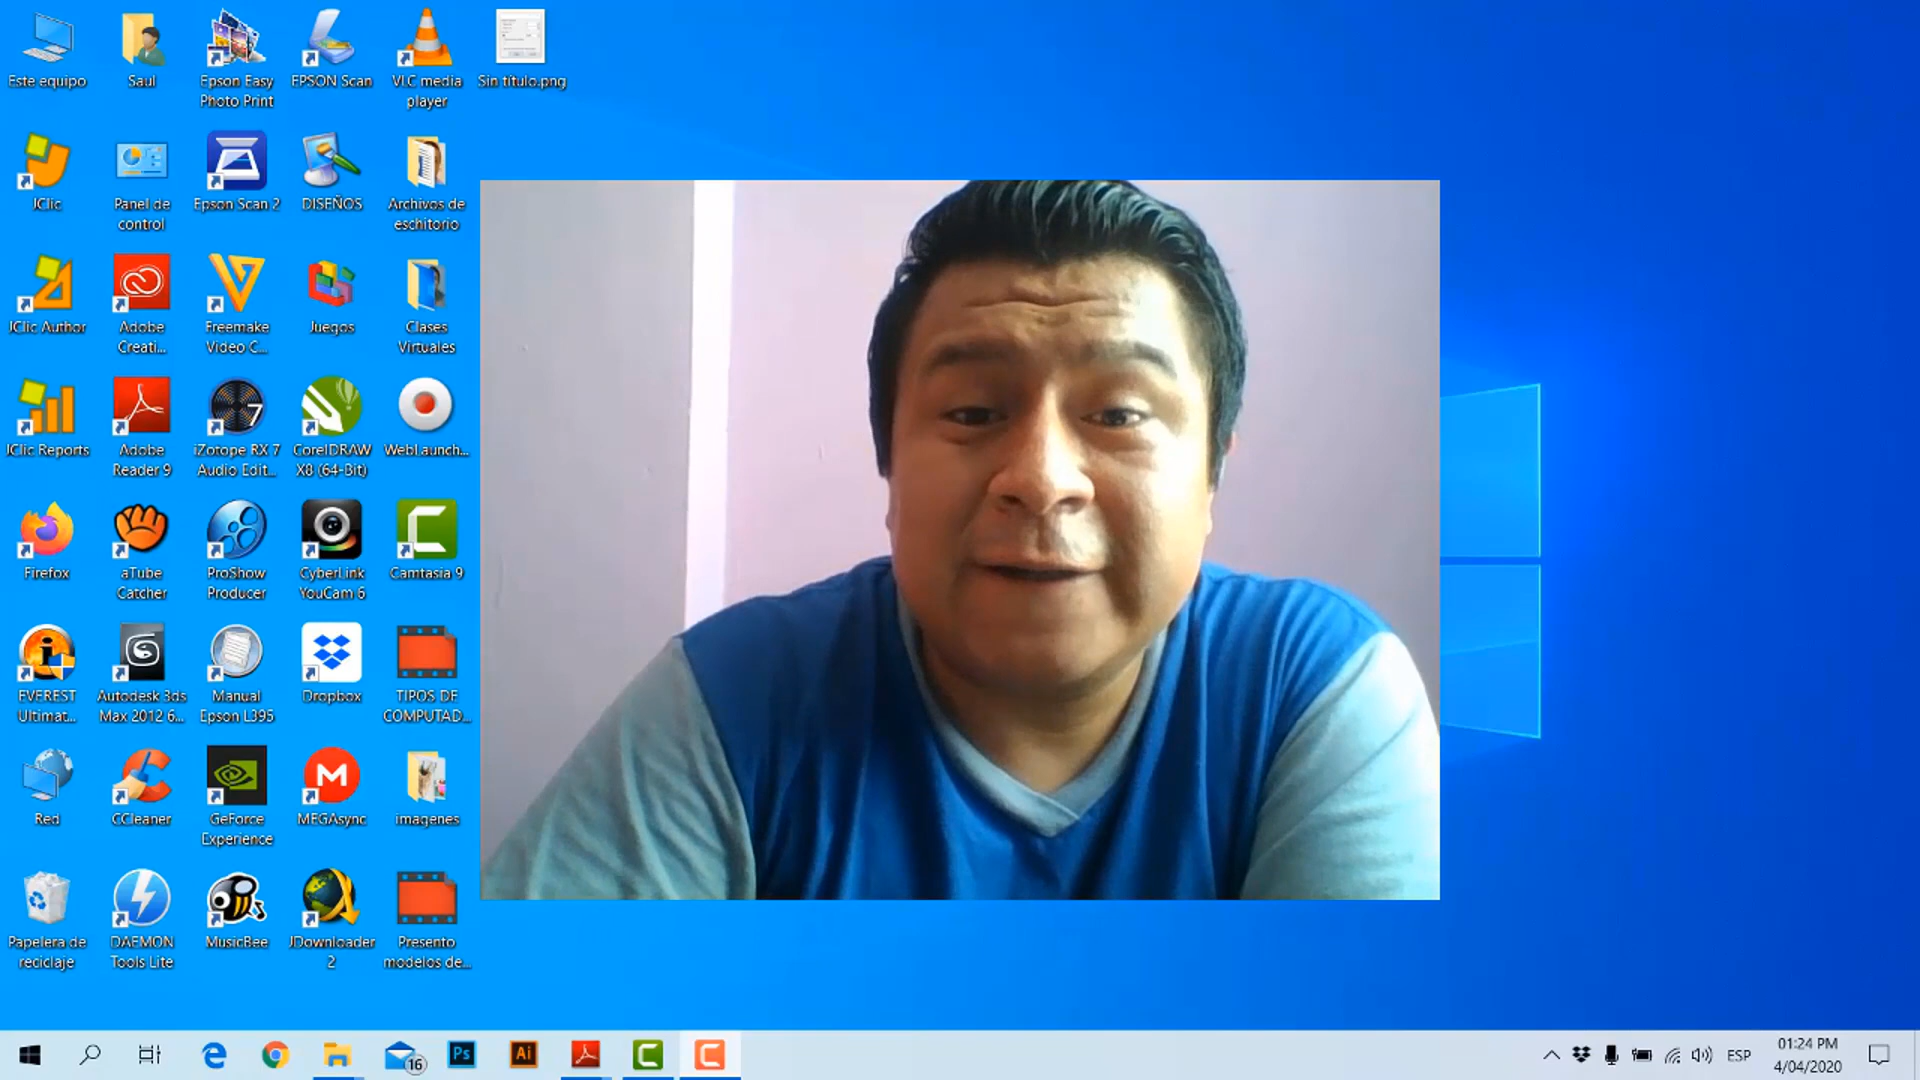 Este equipo
Saul
Epson Easy
Photo Print
EPSON Scan
VLC media
player
Sin título.png
JClic
Panel de
control
Epson Scan 2
DISEÑOS
Archivos de
eschitorio
JClic Author
Adobe
Creati...
Freemake
Video C...
Juegos
Clases
Virtuales
JClic Reports
Adobe
Reader 9
iZotope RX 7
Audio Edit...
CorelDRAW
X8 (64-Bit)
WebLaunch...
Firefox
aTube
Catcher
ProShow
Producer
CyberLink
YouCam 6
Camtasia 9
EVEREST
Ultimat...
Autodesk 3ds
Max 2012 6...
Manual
Epson L395
Dropbox
TIPOS DE
COMPUTAD...
Red
CCleaner
GeForce
Experience
MEGAsync
imagenes
Papelera de
reciclaje
DAEMON
Tools Lite
MusicBee
JDownloader
2
Presento
modelos de...
16
Ps
Ai
ESP
01:24 PM
4/04/2020